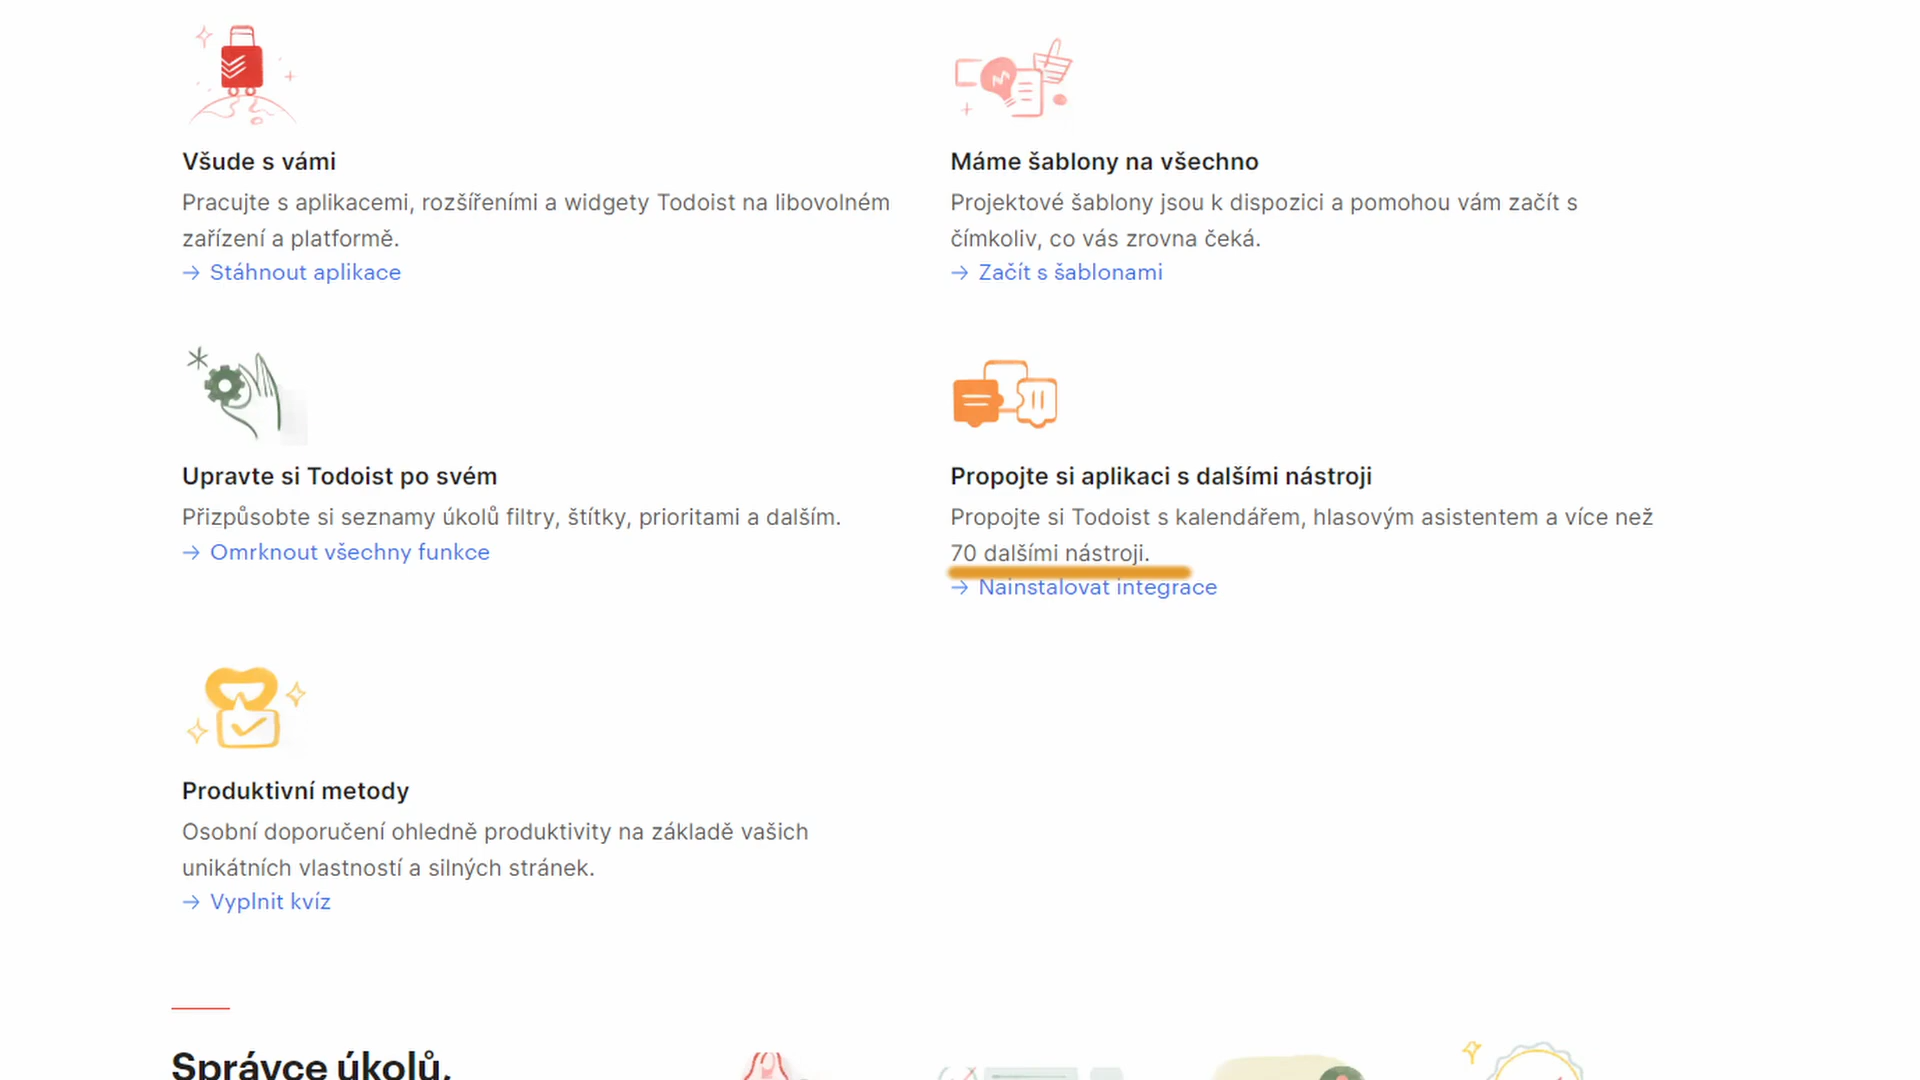 Všude s vámi
Pracujte s aplikacemi, rozšířeními a widgety Todoist na libovolném
zařízení a platformě.
→ Stáhnout aplikace
Máme šablony na všechno
Projektové šablony jsou k dispozici a pomohou vám začít s
čímkoliv, co vás zrovna čeká.
→ Začít s šablonami
Upravte si Todoist po svém
Přizpůsobte si seznamy úkolů filtry, štítky, prioritami a dalším.
→ Omrknout všechny funkce
Propojte si aplikaci s dalšími nástroji
Propojte si Todoist s kalendářem, hlasovým asistentem a více než
70 dalšími nástroji.
→ Nainstalovat integrace
Produktivní metody
Osobní doporučení ohledně produktivity na základě vašich
unikátních vlastností a silných stránek.
→ Vyplnit kvíz
Správce úkolů,